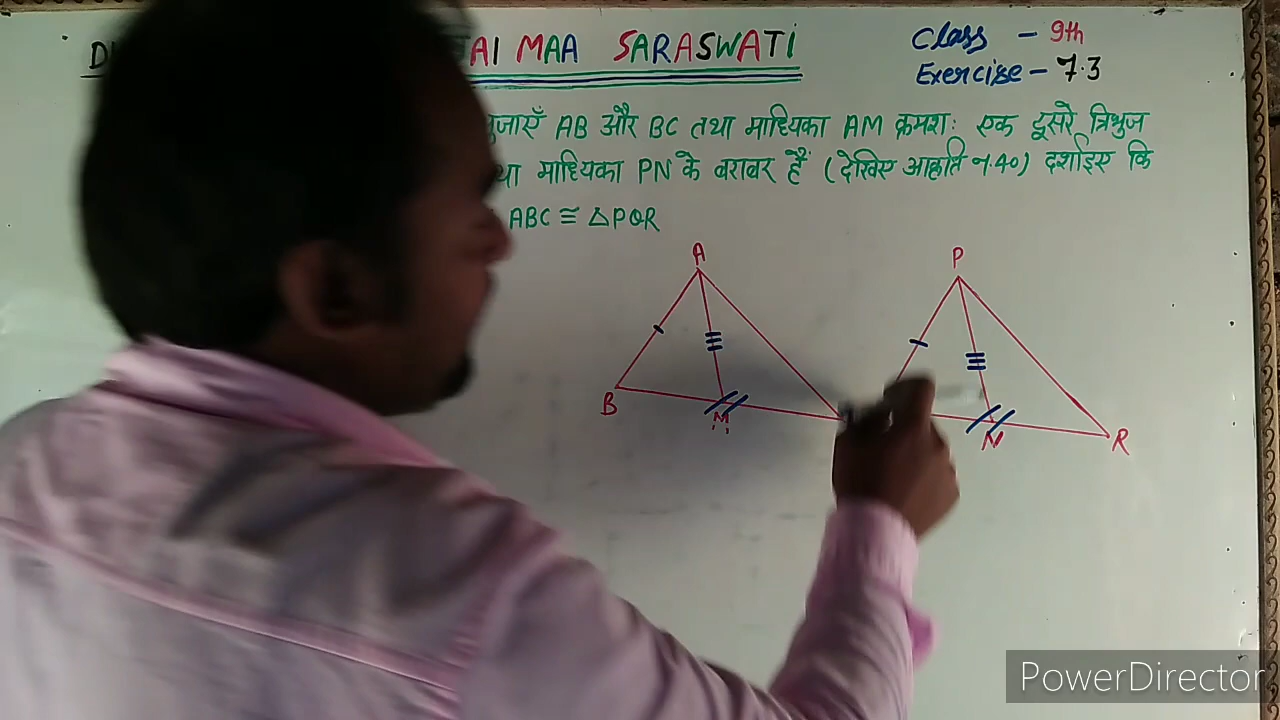 AI MAA SARASWATI
Class - 9th
Exercise - 7.3
AB और BC तथा माध्यिका AM क्रमशः एक दूसरे त्रिभुज
माध्यिका PN के बराबर हैं (देखिए आकृति 7.40) दर्शाइए कि
ABC ≅ △PQR
A
P
B
M
N
R
PowerDirector